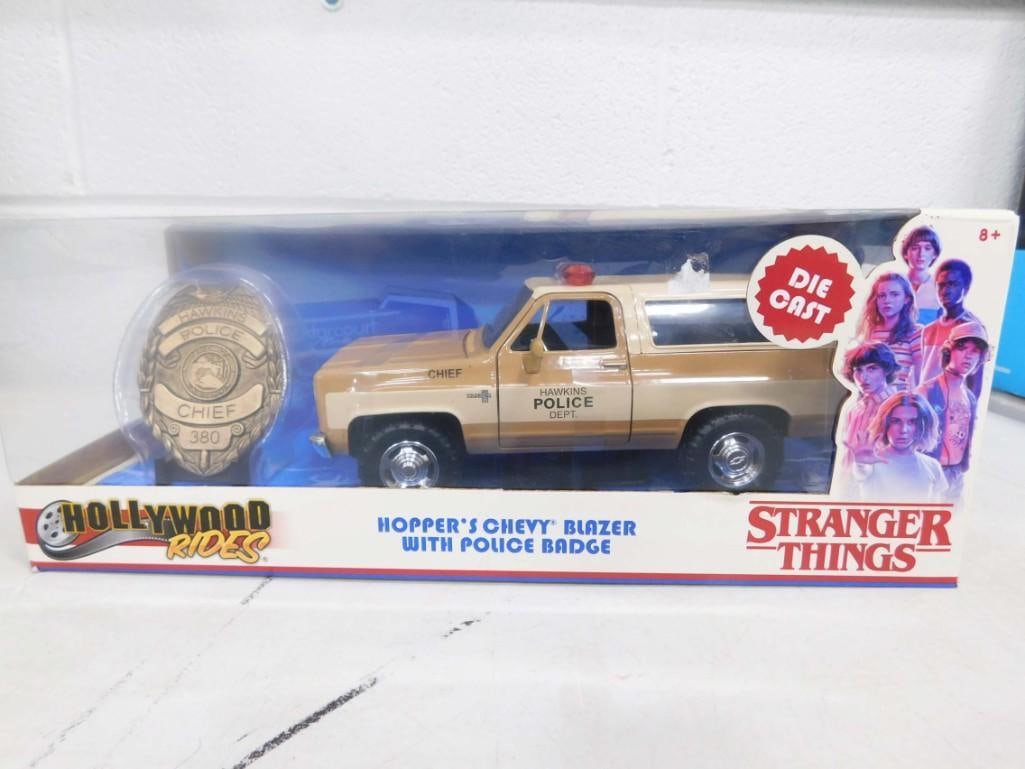 8+
DIE
CAST
HAWKINS
POLICE
CHIEF
380
CHIEF
HAWKINS
POLICE
DEPT.
HOLLYWOOD
RIDES®
HOPPER'S CHEVY® BLAZER
WITH POLICE BADGE
STRANGER
THINGS